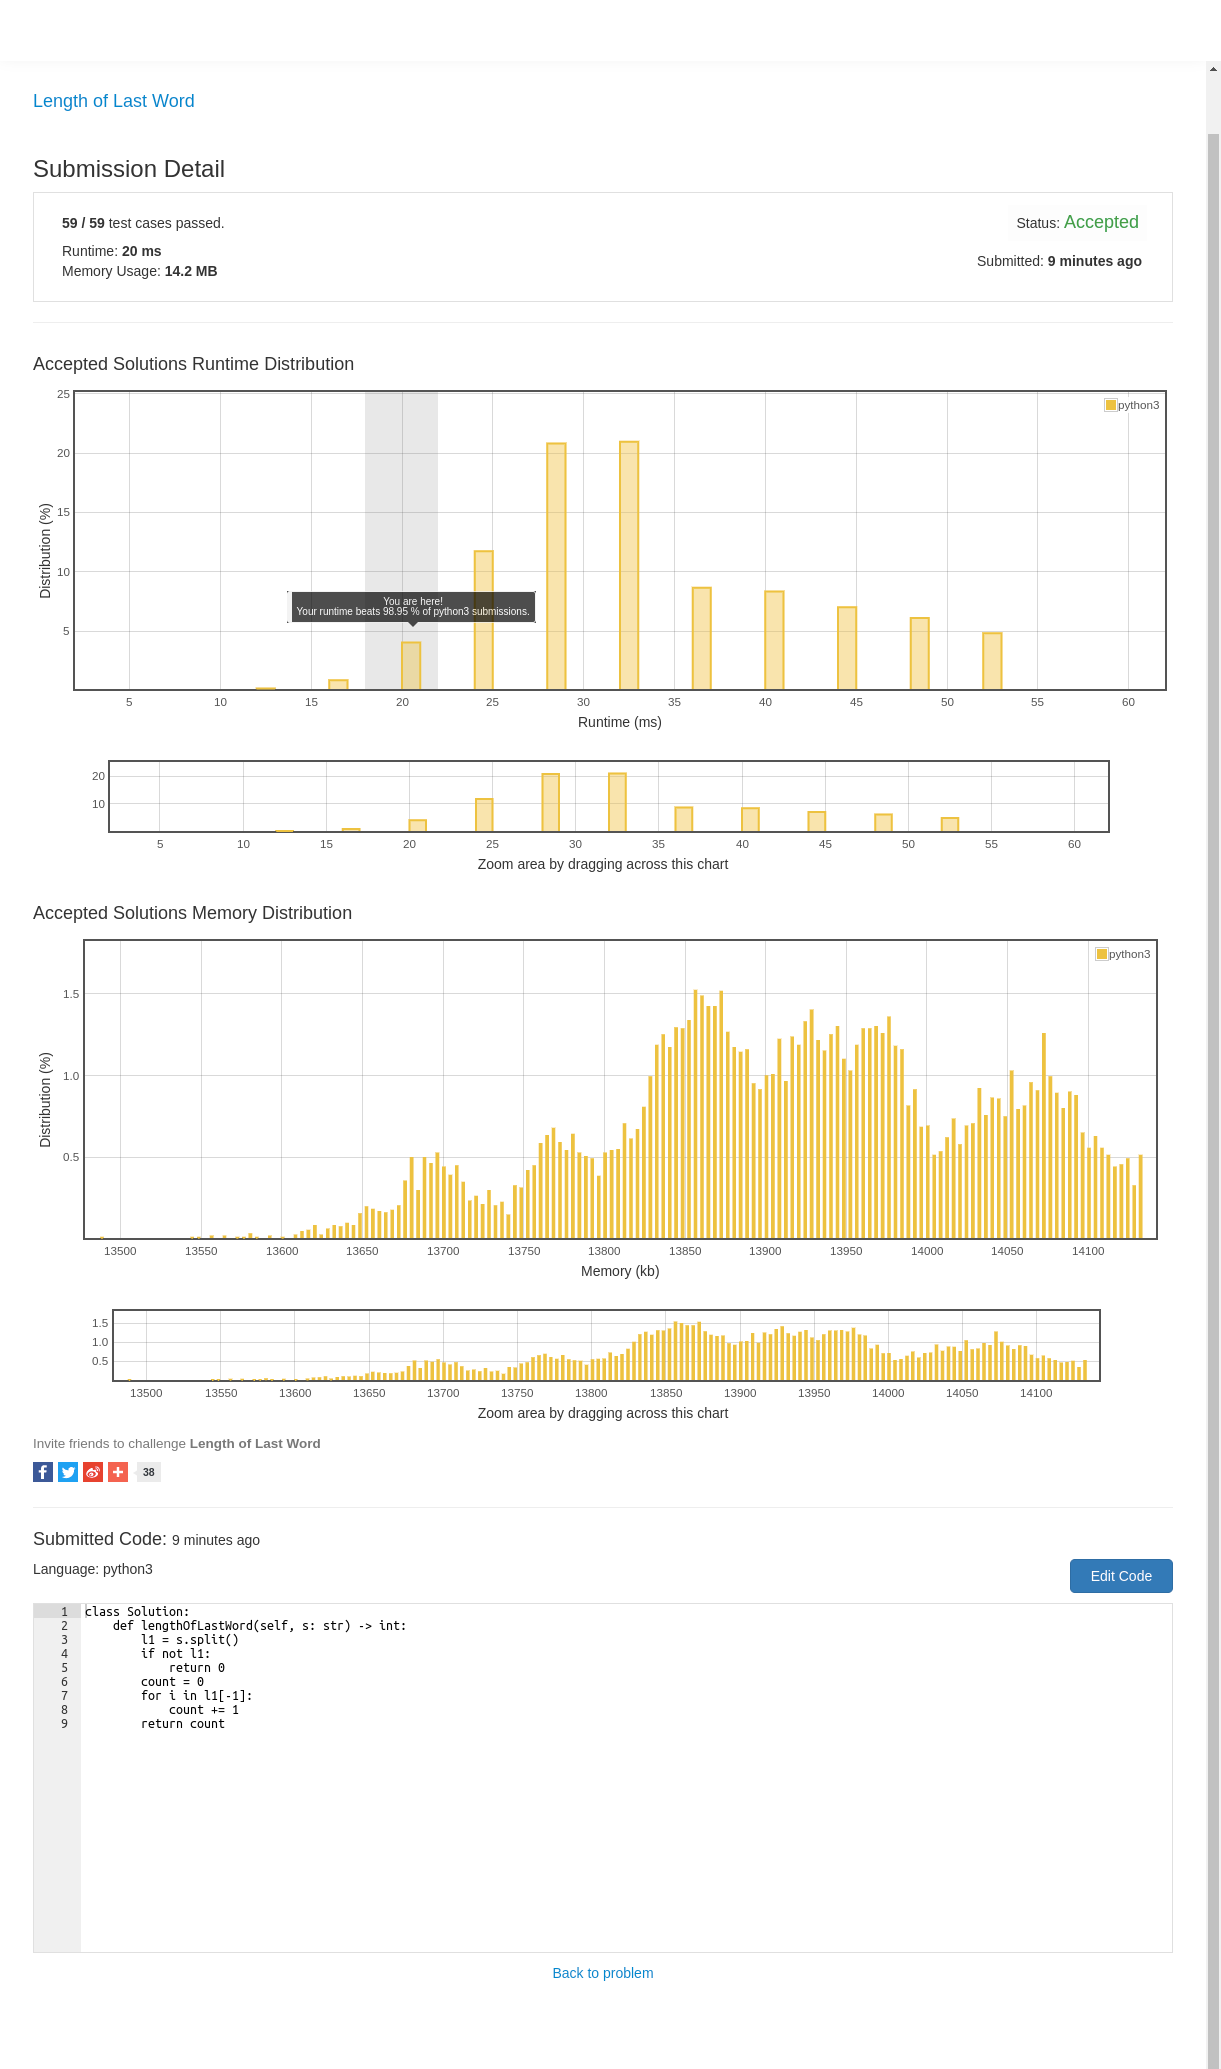 Length of Last Word
Submission Detail
59 / 59 test cases passed.
Status: Accepted
Runtime: 20 ms
Memory Usage: 14.2 MB
Submitted: 9 minutes ago
Accepted Solutions Runtime Distribution
25
20
15
10
5
Distribution (%)
python3
You are here!
Your runtime beats 98.95 % of python3 submissions.
5 10 15 20 25 30 35 40 45 50 55 60
Runtime (ms)
20
10
5 10 15 20 25 30 35 40 45 50 55 60
Zoom area by dragging across this chart
Accepted Solutions Memory Distribution
python3
1.5
1.0
0.5
Distribution (%)
13500 13550 13600 13650 13700 13750 13800 13850 13900 13950 14000 14050 14100
Memory (kb)
1.5
1.0
0.5
13500 13550 13600 13650 13700 13750 13800 13850 13900 13950 14000 14050 14100
Zoom area by dragging across this chart
Invite friends to challenge Length of Last Word
38
Submitted Code: 9 minutes ago
Language: python3
Edit Code
1 class Solution:
2     def lengthOfLastWord(self, s: str) -> int:
3         l1 = s.split()
4         if not l1:
5             return 0
6         count = 0
7         for i in l1[-1]:
8             count += 1
9         return count
Back to problem